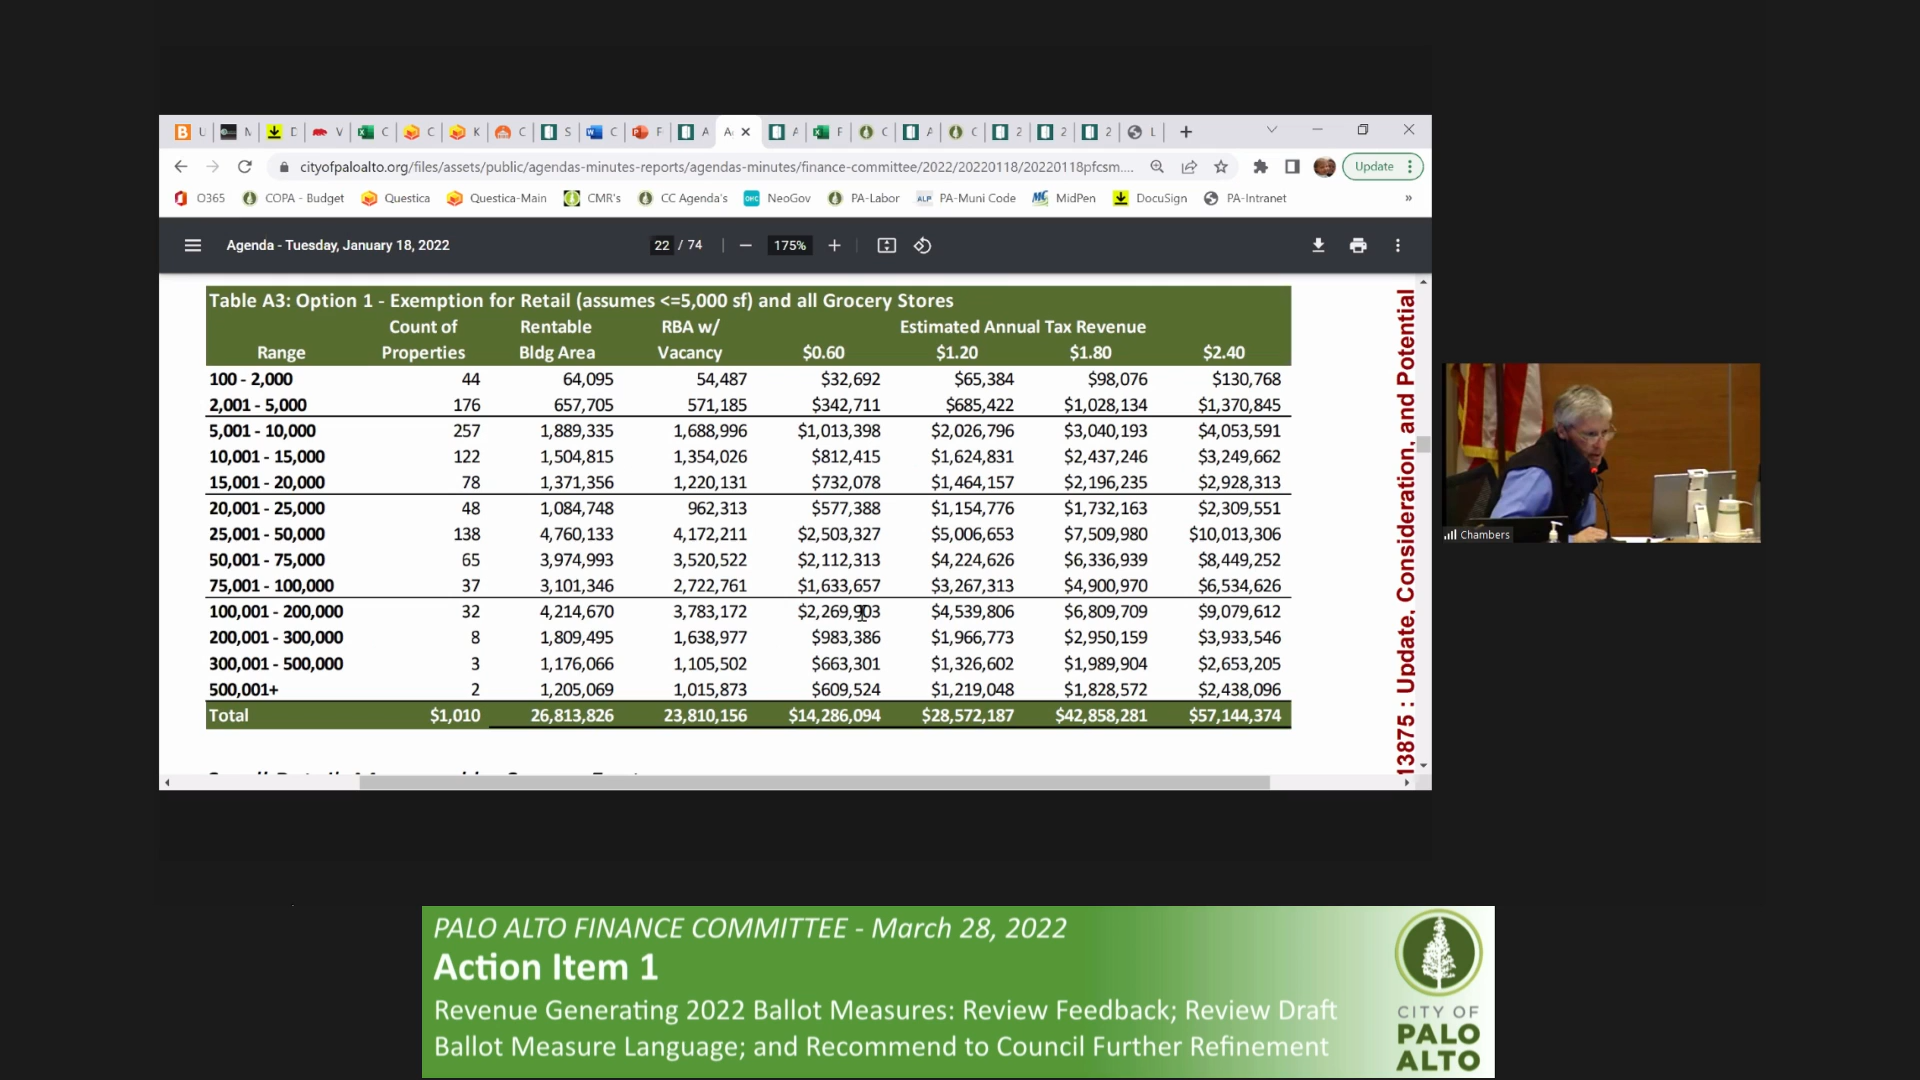 B U M D V C C K C S C F A A A F C A C 2 2 2 L
cityofpaloalto.org/files/assets/public/agendas-minutes-reports/agendas-minutes/finance-committee/2022/20220118/20220118pfcsm.... Update
O365 COPA - Budget Questica Questica-Main CMR's CC Agenda's NeoGov PA-Labor ALP PA-Muni Code MidPen DocuSign PA-Intranet »
Agenda - Tuesday, January 18, 2022 22 / 74 175%
Table A3: Option 1 - Exemption for Retail (assumes <=5,000 sf) and all Grocery Stores
Count of Rentable RBA w/ Estimated Annual Tax Revenue
Range Properties Bldg Area Vacancy $0.60 $1.20 $1.80 $2.40
100 - 2,000 44 64,095 54,487 $32,692 $65,384 $98,076 $130,768
2,001 - 5,000 176 657,705 571,185 $342,711 $685,422 $1,028,134 $1,370,845
5,001 - 10,000 257 1,889,335 1,688,996 $1,013,398 $2,026,796 $3,040,193 $4,053,591
10,001 - 15,000 122 1,504,815 1,354,026 $812,415 $1,624,831 $2,437,246 $3,249,662
15,001 - 20,000 78 1,371,356 1,220,131 $732,078 $1,464,157 $2,196,235 $2,928,313
20,001 - 25,000 48 1,084,748 962,313 $577,388 $1,154,776 $1,732,163 $2,309,551
25,001 - 50,000 138 4,760,133 4,172,211 $2,503,327 $5,006,653 $7,509,980 $10,013,306
50,001 - 75,000 65 3,974,993 3,520,522 $2,112,313 $4,224,626 $6,336,939 $8,449,252
75,001 - 100,000 37 3,101,346 2,722,761 $1,633,657 $3,267,313 $4,900,970 $6,534,626
100,001 - 200,000 32 4,214,670 3,783,172 $2,269,903 $4,539,806 $6,809,709 $9,079,612
200,001 - 300,000 8 1,809,495 1,638,977 $983,386 $1,966,773 $2,950,159 $3,933,546
300,001 - 500,000 3 1,176,066 1,105,502 $663,301 $1,326,602 $1,989,904 $2,653,205
500,001+ 2 1,205,069 1,015,873 $609,524 $1,219,048 $1,828,572 $2,438,096
Total $1,010 26,813,826 23,810,156 $14,286,094 $28,572,187 $42,858,281 $57,144,374
13875 : Update, Consideration, and Potential
Chambers
PALO ALTO FINANCE COMMITTEE - March 28, 2022
Action Item 1
Revenue Generating 2022 Ballot Measures: Review Feedback; Review Draft
Ballot Measure Language; and Recommend to Council Further Refinement
CITY OF
PALO
ALTO